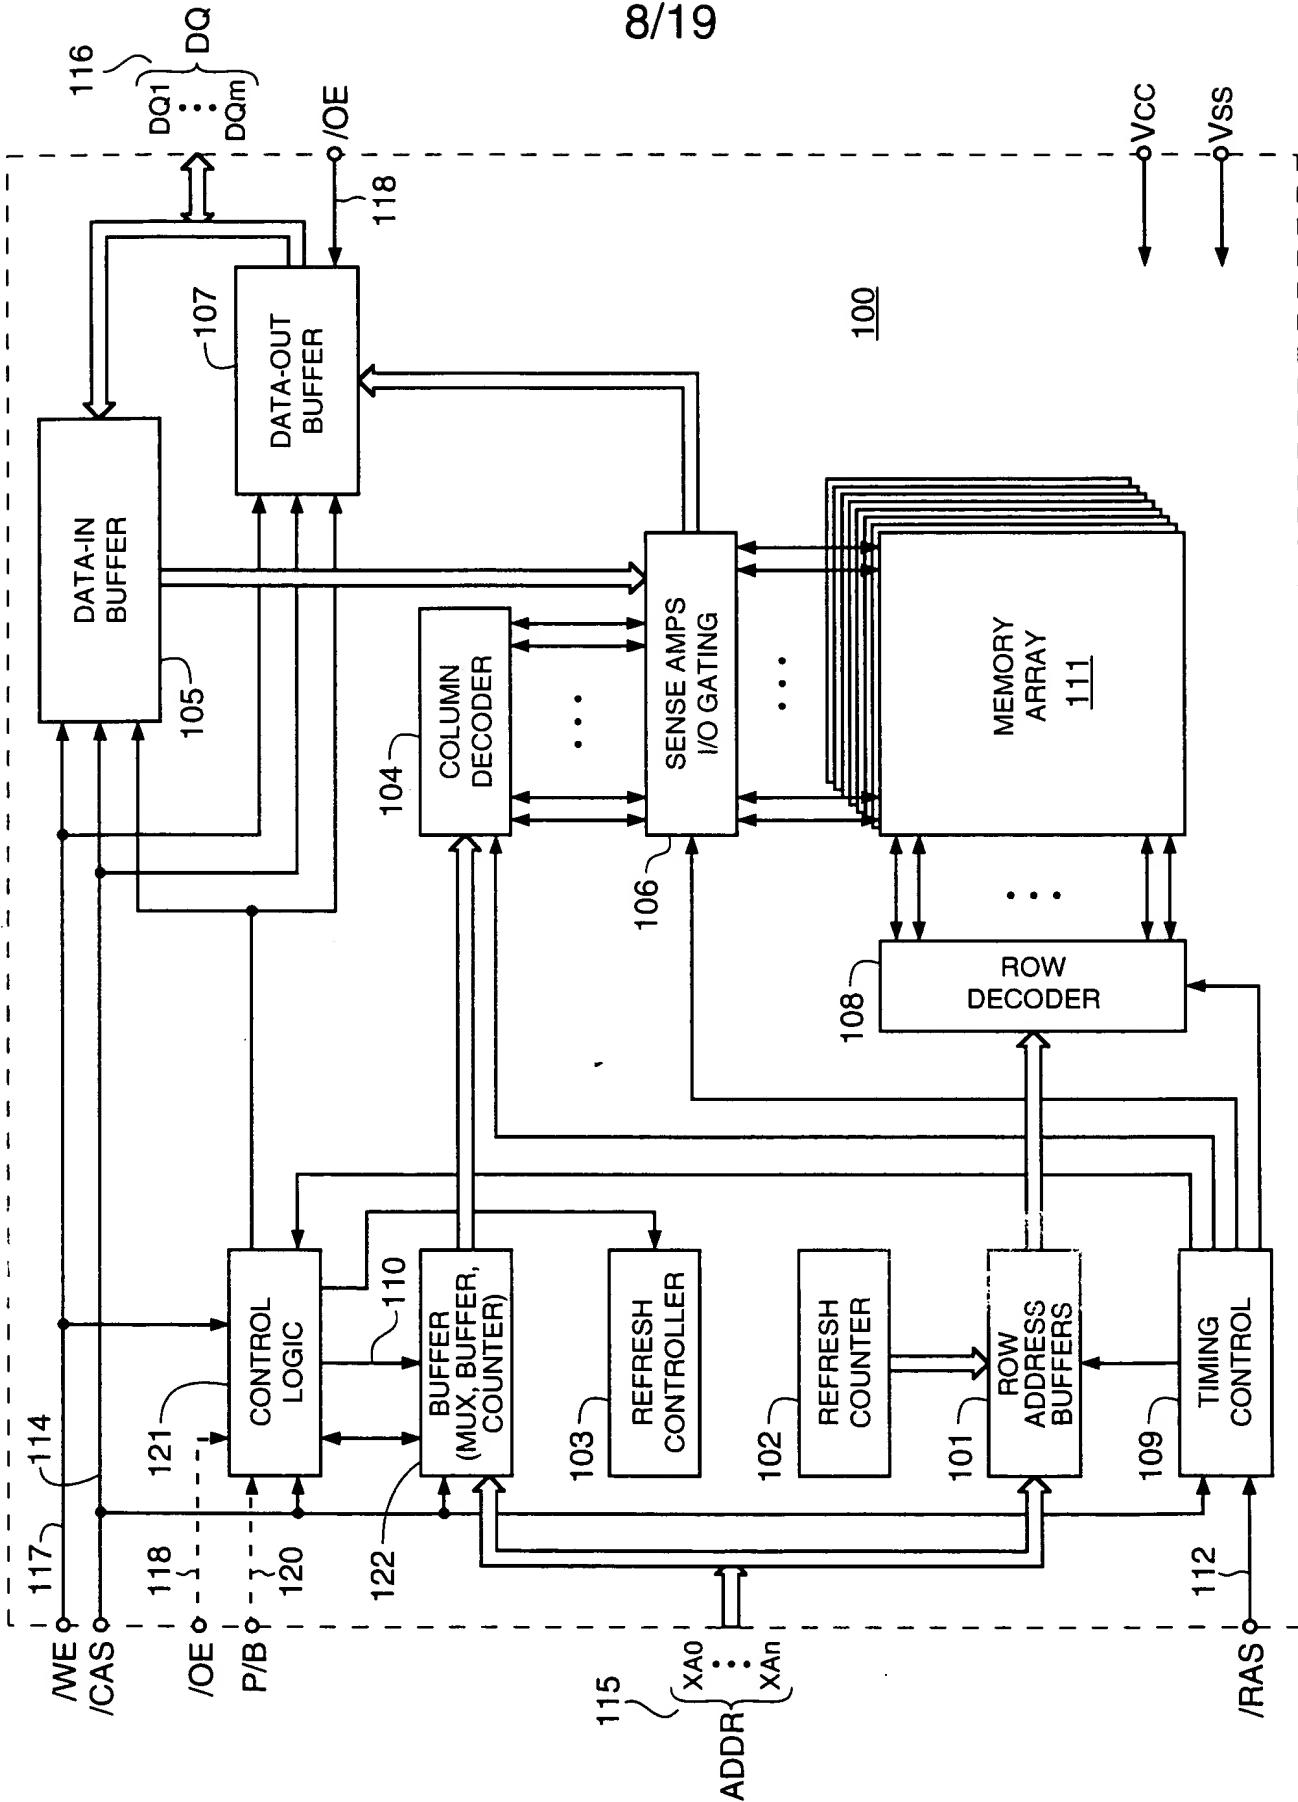 8/19
/WE
/CAS
/OE
P/B
117
114
118
120
121
CONTROL
LOGIC
110
122
BUFFER
(MUX, BUFFER,
COUNTER)
103
REFRESH
CONTROLLER
102
REFRESH
COUNTER
101
ROW
ADDRESS
BUFFERS
109
TIMING
CONTROL
112
/RAS
115
ADDR
XA0
XAn
105
DATA-IN
BUFFER
107
DATA-OUT
BUFFER
104
COLUMN
DECODER
106
SENSE AMPS
I/O GATING
108
ROW
DECODER
MEMORY
ARRAY
111
100
116
DQ1
DQm
DQ
/OE
118
VCC
VSS